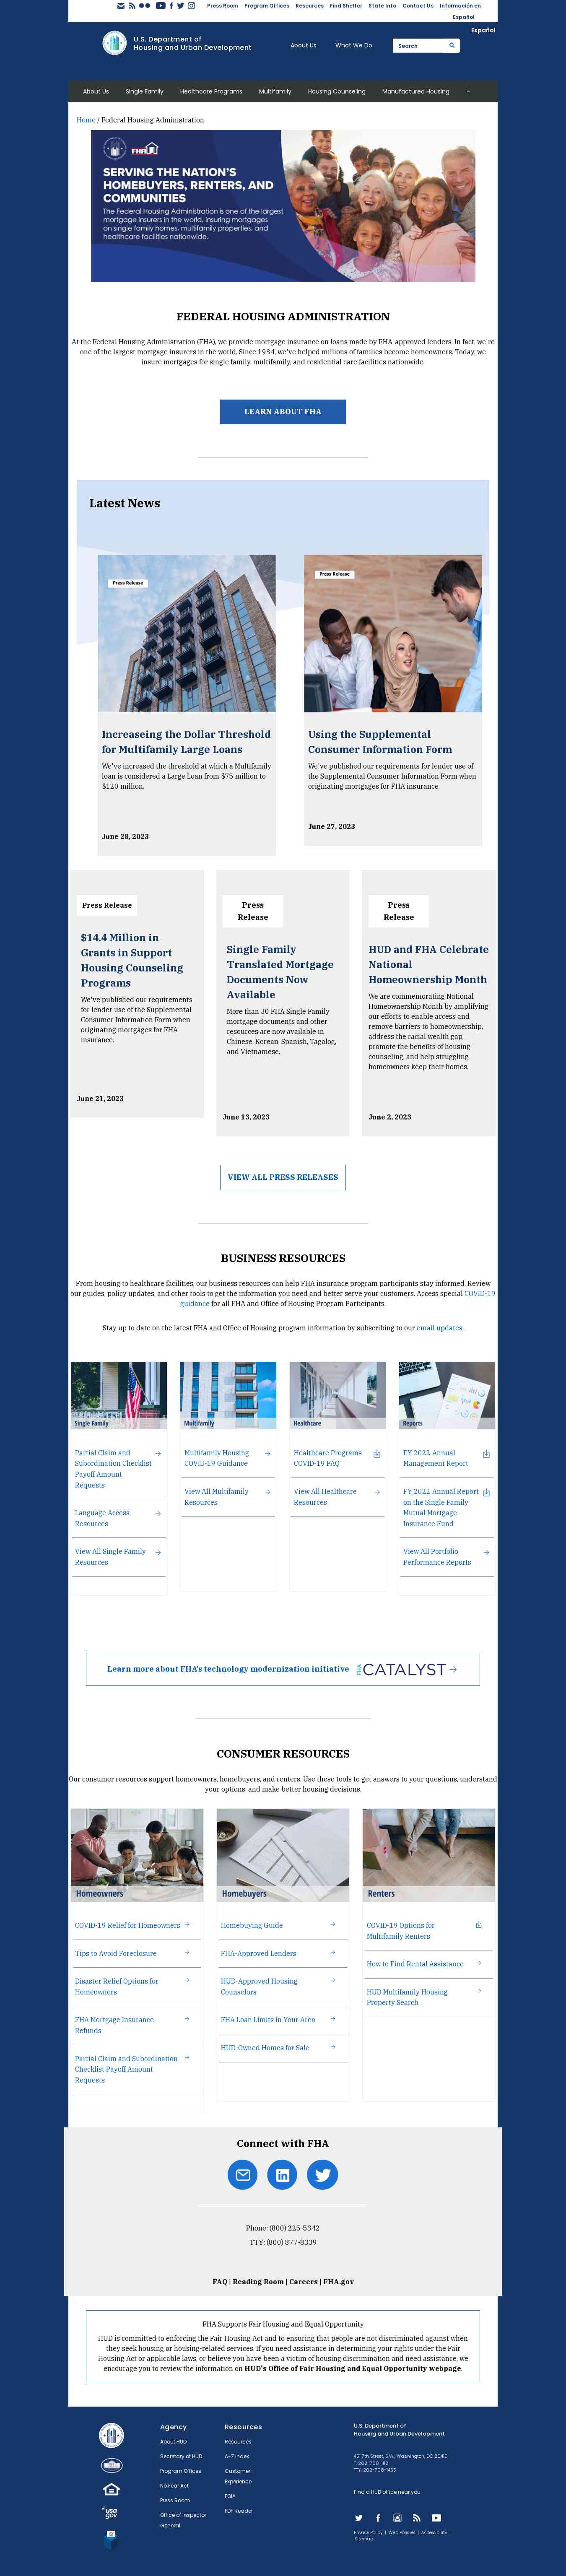 Press Room Program Offices Resources Find Shelter State Info Contact Us Información en
Español
Español
U.S. Department of
Housing and Urban Development
About Us What We Do Search
About Us Single Family Healthcare Programs Multifamily Housing Counseling Manufactured Housing +
Home / Federal Housing Administration
FHA
SERVING THE NATION'S
HOMEBUYERS, RENTERS, AND
COMMUNITIES
The Federal Housing Administration is one of the largest
mortgage insurers in the world. insuring mortgages
on single family homes. multifamily properties. and
healthcare facilities nationwide.
FEDERAL HOUSING ADMINISTRATION
At the Federal Housing Administration (FHA), we provide mortgage insurance on loans made by FHA-approved lenders. In fact, we're
one of the largest mortgage insurers in the world. Since 1934, we've helped millions of families become homeowners. Today, we
insure mortgages for single family, multifamily, and residential care facilities nationwide.
LEARN ABOUT FHA
Latest News
Press Release
Increaseing the Dollar Threshold
for Multifamily Large Loans
We've increased the threshold at which a Multifamily
loan is considered a Large Loan from $75 million to
$120 million.
June 28, 2023
Press Release
Using the Supplemental
Consumer Information Form
We've published our requirements for lender use of
the Supplemental Consumer Information Form when
originating mortgages for FHA insurance.
June 27, 2023
Press Release
$14.4 Million in
Grants in Support
Housing Counseling
Programs
We've published our requirements
for lender use of the Supplemental
Consumer Information Form when
originating mortgages for FHA
insurance.
June 21, 2023
Press
Release
Single Family
Translated Mortgage
Documents Now
Available
More than 30 FHA Single Family
mortgage documents and other
resources are now available in
Chinese, Korean, Spanish, Tagalog,
and Vietnamese.
June 13, 2023
Press
Release
HUD and FHA Celebrate
National
Homeownership Month
We are commemorating National
Homeownership Month by amplifying
our efforts to enable access and
remove barriers to homeownership,
address the racial wealth gap,
promote the benefits of housing
counseling, and help struggling
homeowners keep their homes.
June 2, 2023
VIEW ALL PRESS RELEASES
BUSINESS RESOURCES
From housing to healthcare facilities, our business resources can help FHA insurance program participants stay informed. Review
our guides, policy updates, and other tools to get the information you need and better serve your customers. Access special COVID-19
guidance for all FHA and Office of Housing Program Participants.
Stay up to date on the latest FHA and Office of Housing program information by subscribing to our email updates.
Single Family
Partial Claim and
Subordination Checklist
Payoff Amount
Requests
Language Access
Resources
View All Single Family
Resources
Multifamily
Multifamily Housing
COVID-19 Guidance
View All Multifamily
Resources
Healthcare
Healthcare Programs
COVID-19 FAQ
View All Healthcare
Resources
Reports
FY 2022 Annual
Management Report
FY 2022 Annual Report
on the Single Family
Mutual Mortgage
Insurance Fund
View All Portfolio
Performance Reports
Learn more about FHA's technology modernization initiative FHA CATALYST
CONSUMER RESOURCES
Our consumer resources support homeowners, homebuyers, and renters. Use these tools to get answers to your questions, understand
your options, and make better housing decisions.
Homeowners
COVID-19 Relief for Homeowners
Tips to Avoid Foreclosure
Disaster Relief Options for
Homeowners
FHA Mortgage Insurance
Refunds
Partial Claim and Subordination
Checklist Payoff Amount
Requests
Homebuyers
Homebuying Guide
FHA-Approved Lenders
HUD-Approved Housing
Counselors
FHA Loan Limits in Your Area
HUD-Owned Homes for Sale
Renters
COVID-19 Options for
Multifamily Renters
How to Find Rental Assistance
HUD Multifamily Housing
Property Search
Connect with FHA
Phone: (800) 225-5342
TTY: (800) 877-8339
FAQ | Reading Room | Careers | FHA.gov
FHA Supports Fair Housing and Equal Opportunity
HUD is committed to enforcing the Fair Housing Act and to ensuring that people are not discriminated against when
they seek housing or housing-related services. If you need assistance in determining your rights under the Fair
Housing Act or applicable laws, or believe you have been a victim of housing discrimination and need assistance, we
encourage you to review the information on HUD's Office of Fair Housing and Equal Opportunity webpage.
usa
gov
Agency
About HUD
Secretary of HUD
Program Offices
No Fear Act
Press Room
Office of Inspector
General
Resources
Resources
A-Z Index
Customer
Experience
FOIA
PDF Reader
U.S. Department of
Housing and Urban Development
451 7th Street, S.W., Washington, DC 20410
T: 202-708-1112
TTY: 202-708-1455
Find a HUD office near you
Privacy Policy | Web Policies | Accessibility |
Sitemap